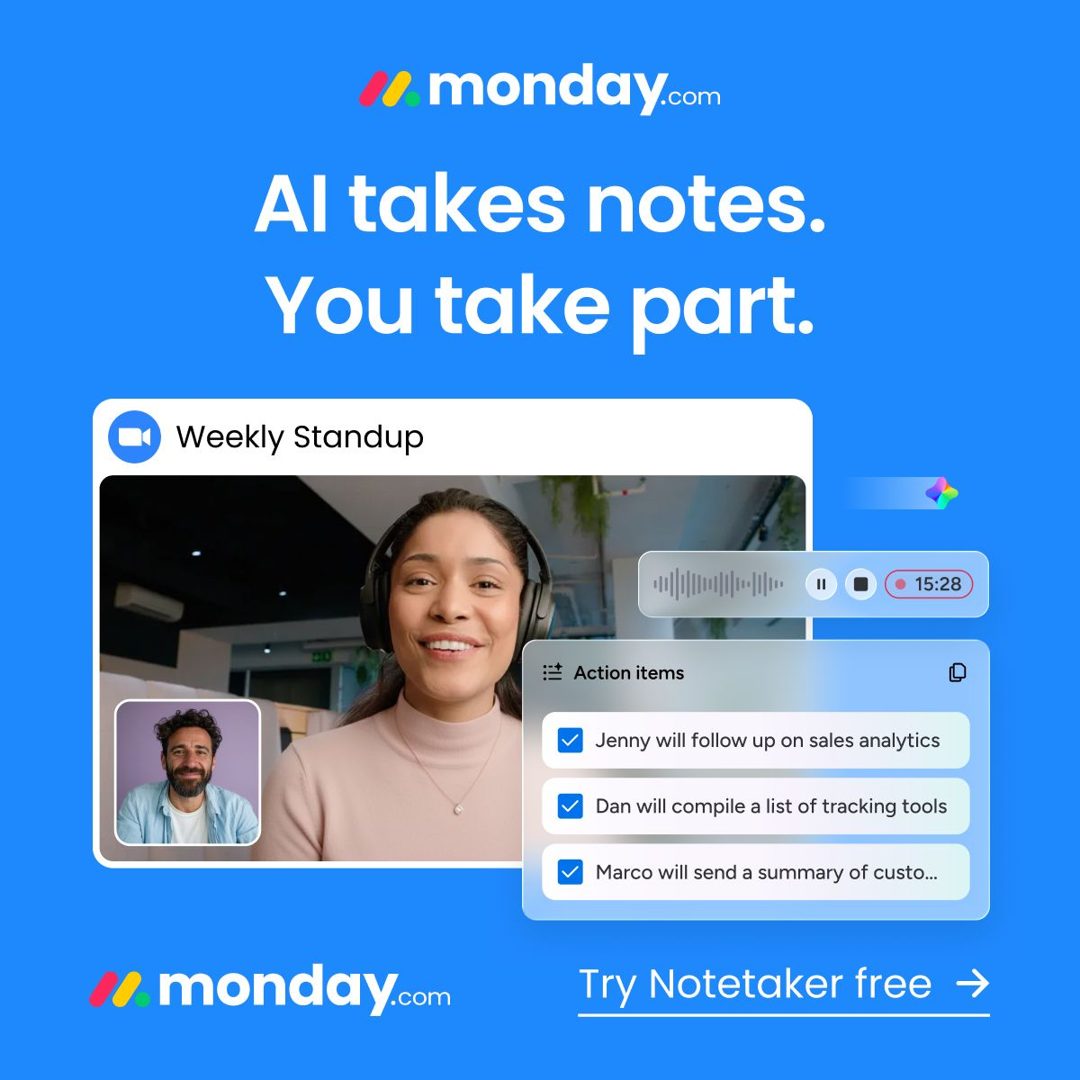 monday.com
AI takes notes.
You take part.
Weekly Standup
15:28
Action items
Jenny will follow up on sales analytics
Dan will compile a list of tracking tools
Marco will send a summary of custo...
monday.com
Try Notetaker free →